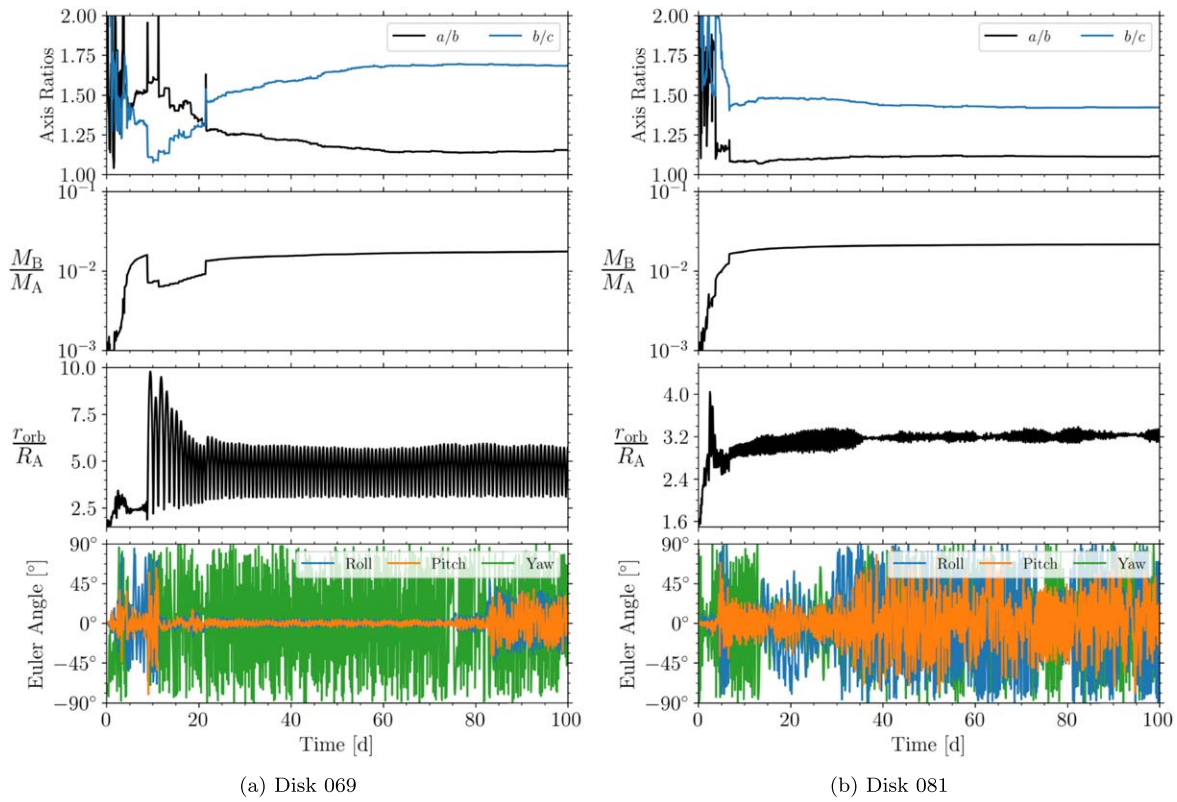 2.00
1.75
1.50
1.25
1.00
Axis Ratios
a/b b/c
10⁻¹
10⁻²
10⁻³
M_B
M_A
10.0
7.5
5.0
2.5
r_orb
R_A
90°
45°
0°
−45°
−90°
Euler Angle [°]
Roll Pitch Yaw
0 20 40 60 80 100
Time [d]
(a) Disk 069
2.00
1.75
1.50
1.25
1.00
Axis Ratios
a/b b/c
10⁻¹
10⁻²
10⁻³
M_B
M_A
4.0
3.2
2.4
1.6
r_orb
R_A
90°
45°
0°
−45°
−90°
Euler Angle [°]
Roll Pitch Yaw
0 20 40 60 80 100
Time [d]
(b) Disk 081